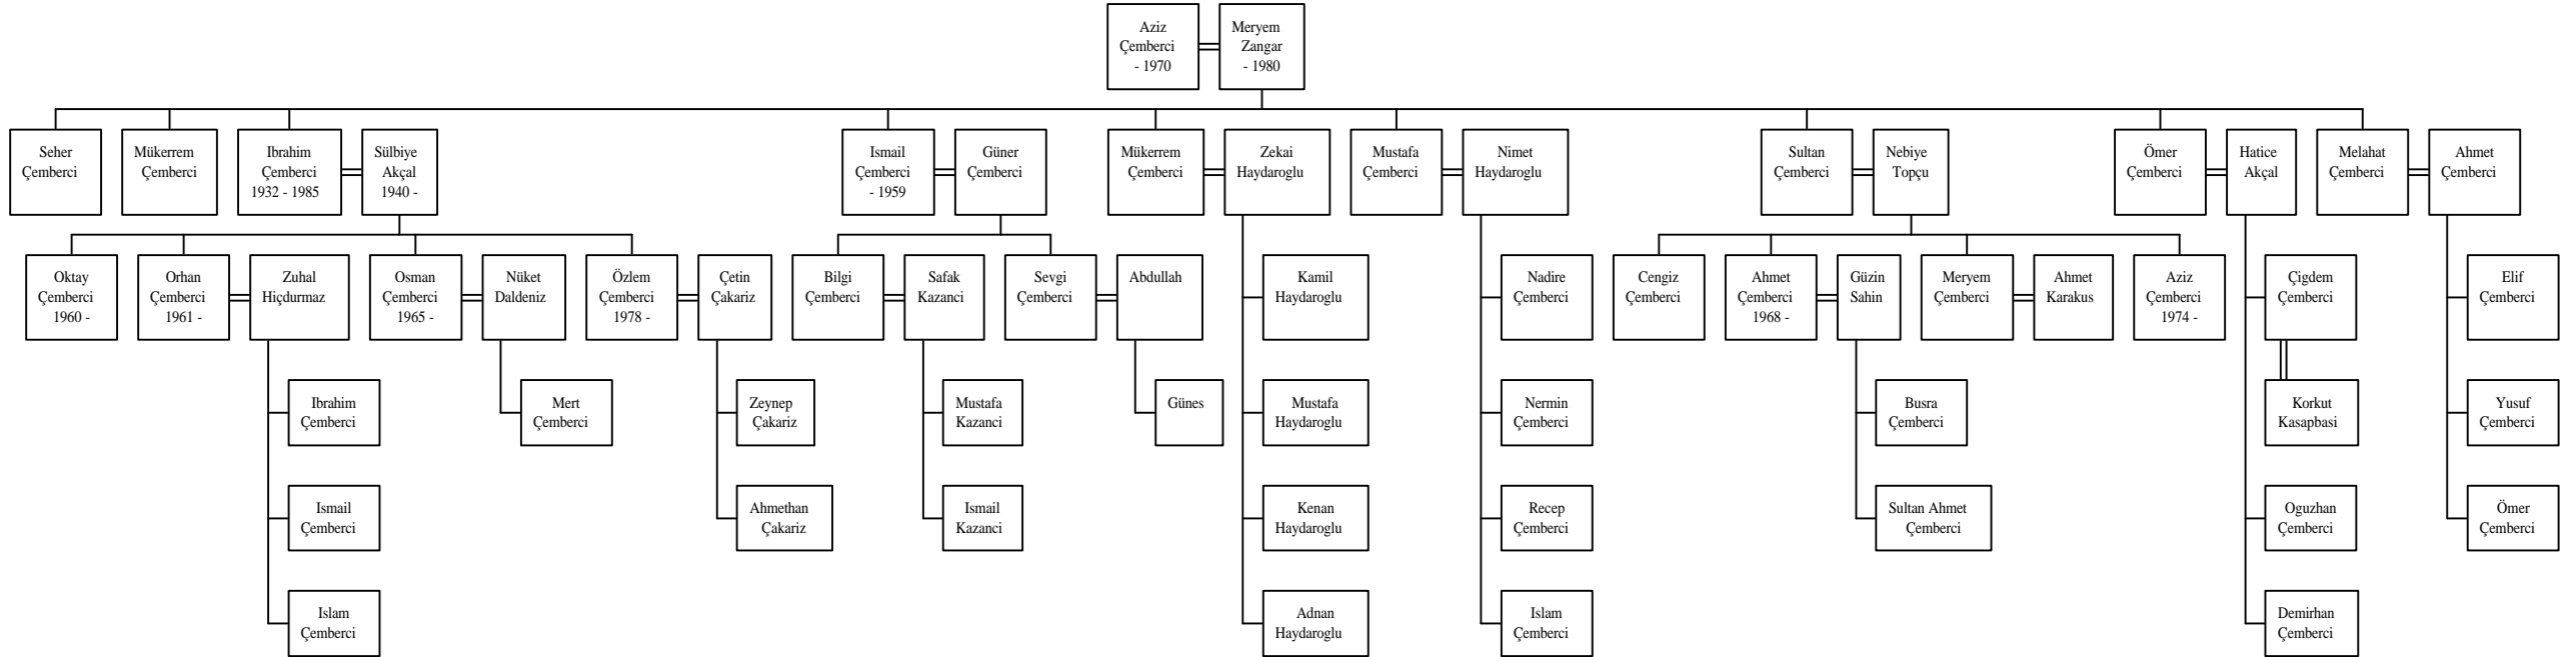 Aziz
Çemberci
- 1970
Meryem
Zangar
- 1980
Seher
Çemberci
Mükerrem
Çemberci
Ibrahim
Çemberci
1932 - 1985
Sülbiye
Akçal
1940 -
Ismail
Çemberci
- 1959
Güner
Çemberci
Mükerrem
Çemberci
Zekai
Haydaroglu
Mustafa
Çemberci
Nimet
Haydaroglu
Sultan
Çemberci
Nebiye
Topçu
Ömer
Çemberci
Hatice
Akçal
Melahat
Çemberci
Ahmet
Çemberci
Oktay
Çemberci
1960 -
Orhan
Çemberci
1961 -
Zuhal
Hiçdurmaz
Osman
Çemberci
1965 -
Nüket
Daldeniz
Özlem
Çemberci
1978 -
Çetin
Çakariz
Bilgi
Çemberci
Safak
Kazanci
Sevgi
Çemberci
Abdullah
Kamil
Haydaroglu
Nadire
Çemberci
Cengiz
Çemberci
Ahmet
Çemberci
1968 -
Güzin
Sahin
Meryem
Çemberci
Ahmet
Karakus
Aziz
Çemberci
1974 -
Çigdem
Çemberci
Elif
Çemberci
Ibrahim
Çemberci
Mert
Çemberci
Zeynep
Çakariz
Mustafa
Kazanci
Günes
Mustafa
Haydaroglu
Nermin
Çemberci
Busra
Çemberci
Korkut
Kasapbasi
Yusuf
Çemberci
Ismail
Çemberci
Ahmethan
Çakariz
Ismail
Kazanci
Kenan
Haydaroglu
Recep
Çemberci
Sultan Ahmet
Çemberci
Oguzhan
Çemberci
Ömer
Çemberci
Islam
Çemberci
Adnan
Haydaroglu
Islam
Çemberci
Demirhan
Çemberci